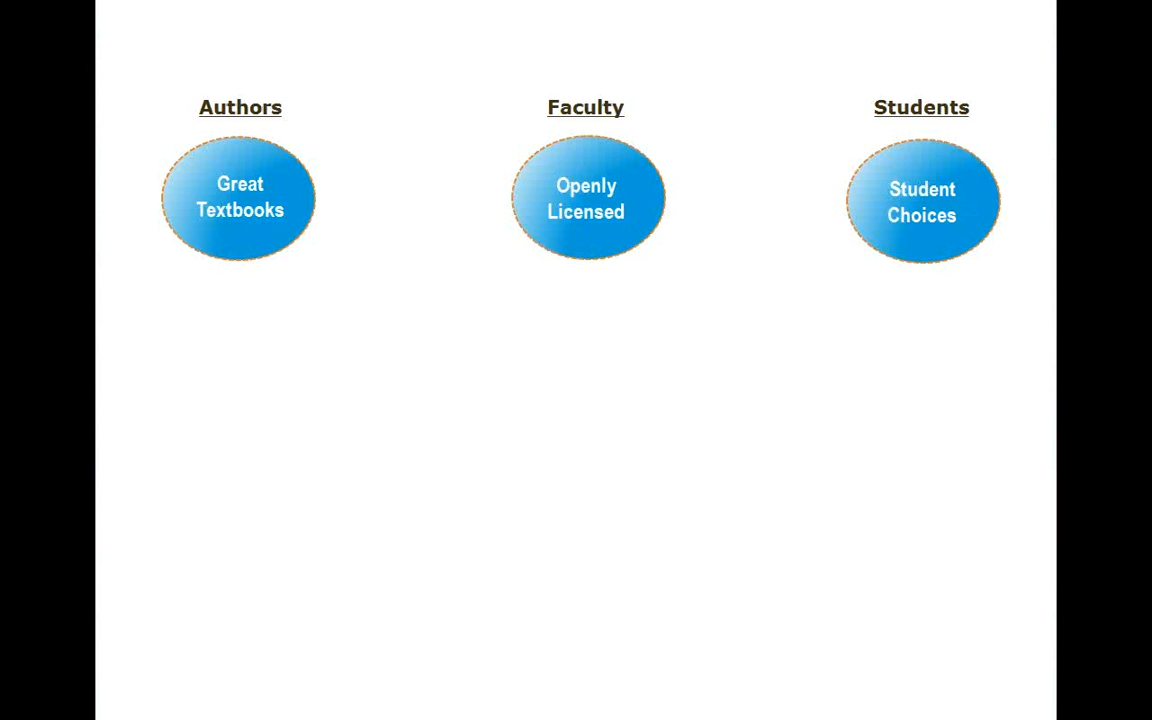 Authors
Faculty
Students
Great
Textbooks
Openly
Licensed
Student
Choices